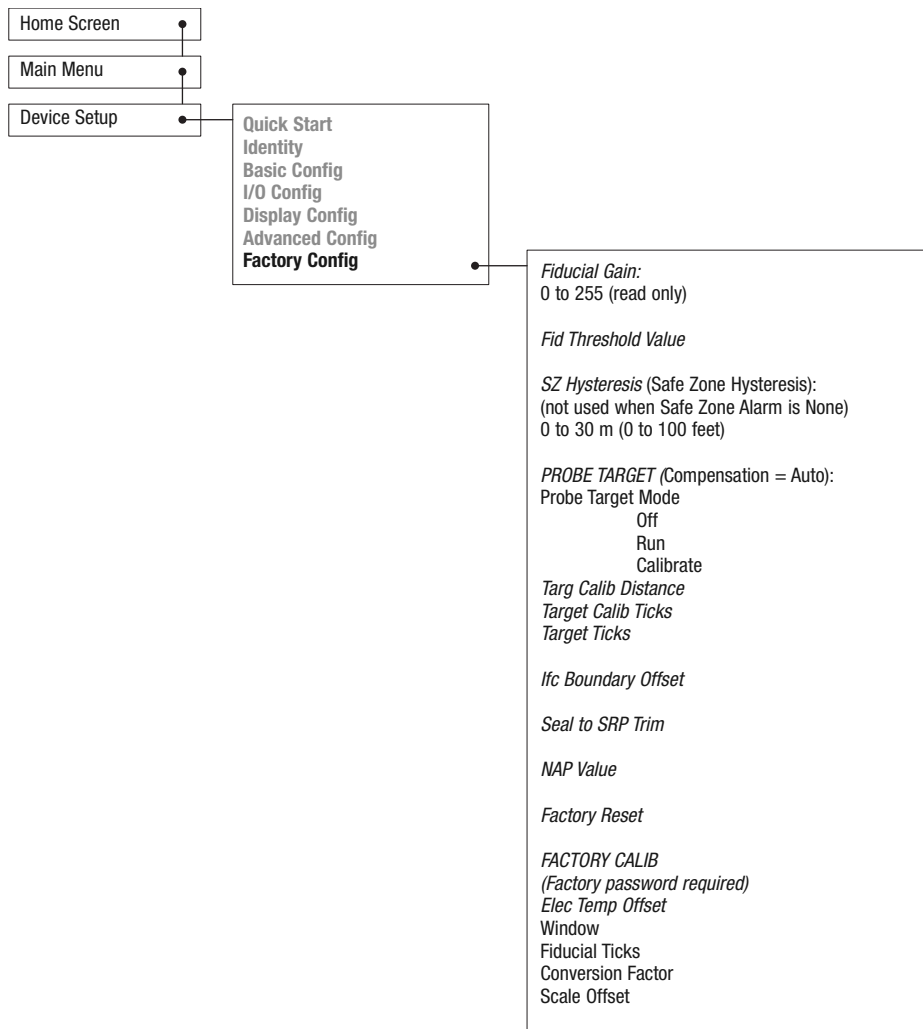 Home Screen
Main Menu
Device Setup
Quick Start
Identity
Basic Config
I/O Config
Display Config
Advanced Config
Factory Config
Fiducial Gain:
0 to 255 (read only)
Fid Threshold Value
SZ Hysteresis (Safe Zone Hysteresis):
(not used when Safe Zone Alarm is None)
0 to 30 m (0 to 100 feet)
PROBE TARGET (Compensation = Auto):
Probe Target Mode
Off
Run
Calibrate
Targ Calib Distance
Target Calib Ticks
Target Ticks
Ifc Boundary Offset
Seal to SRP Trim
NAP Value
Factory Reset
FACTORY CALIB
(Factory password required)
Elec Temp Offset
Window
Fiducial Ticks
Conversion Factor
Scale Offset